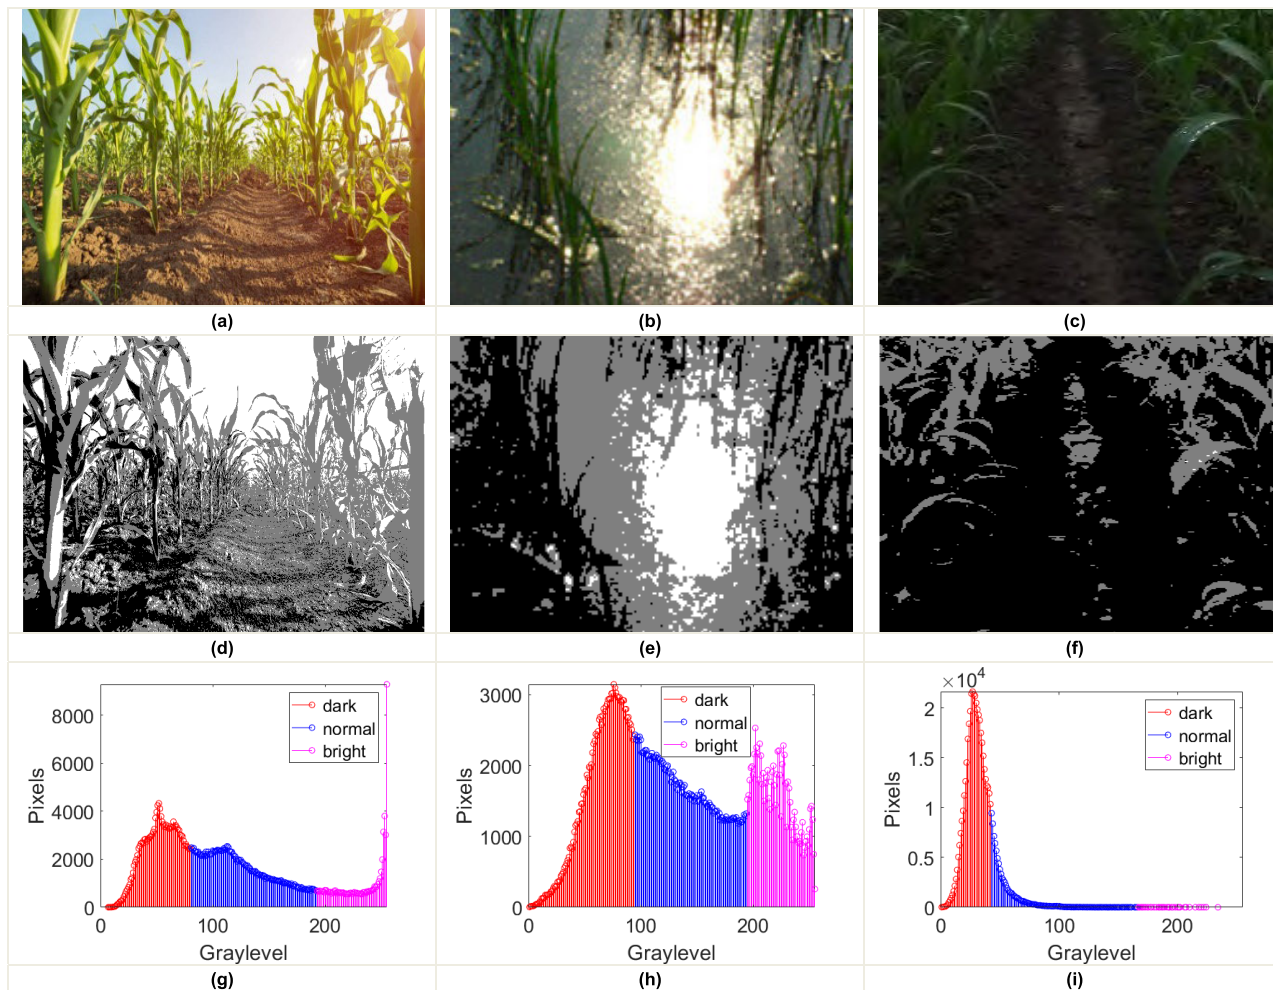 (a)
(b)
(c)
(d)
(e)
(f)
8000
6000
4000
2000
0
0
100
200
Pixels
Graylevel
dark
normal
bright
(g)
3000
2000
1000
0
0
100
200
Pixels
Graylevel
dark
normal
bright
(h)
×10⁴
2
1.5
1
0.5
0
0
100
200
Pixels
Graylevel
dark
normal
bright
(i)